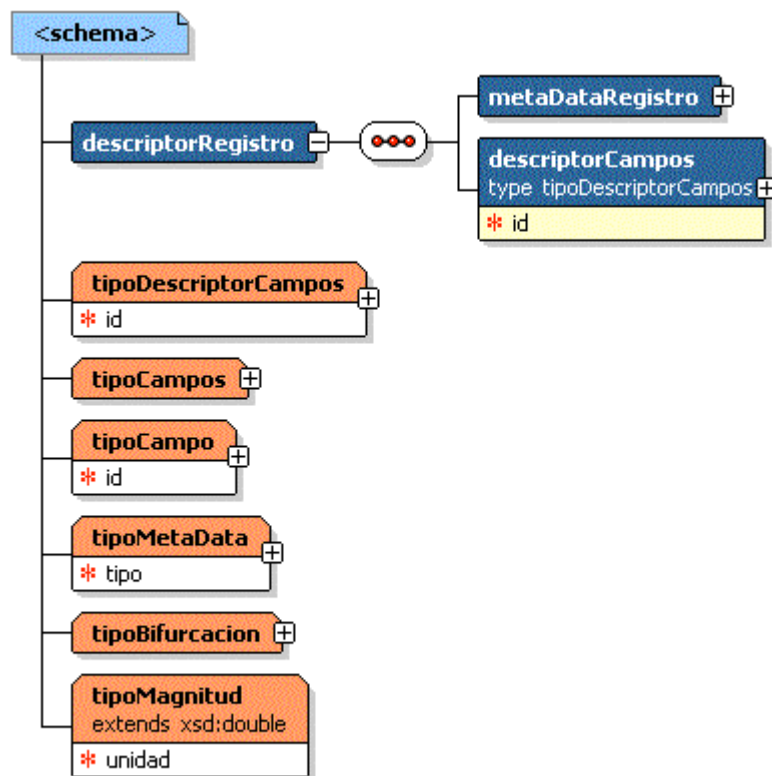 <schema>
metaDataRegistro
descriptorRegistro
descriptorCampos
type tipoDescriptorCampos
* id
tipoDescriptorCampos
* id
tipoCampos
tipoCampo
* id
tipoMetaData
* tipo
tipoBifurcacion
tipoMagnitud
extends xsd:double
* unidad